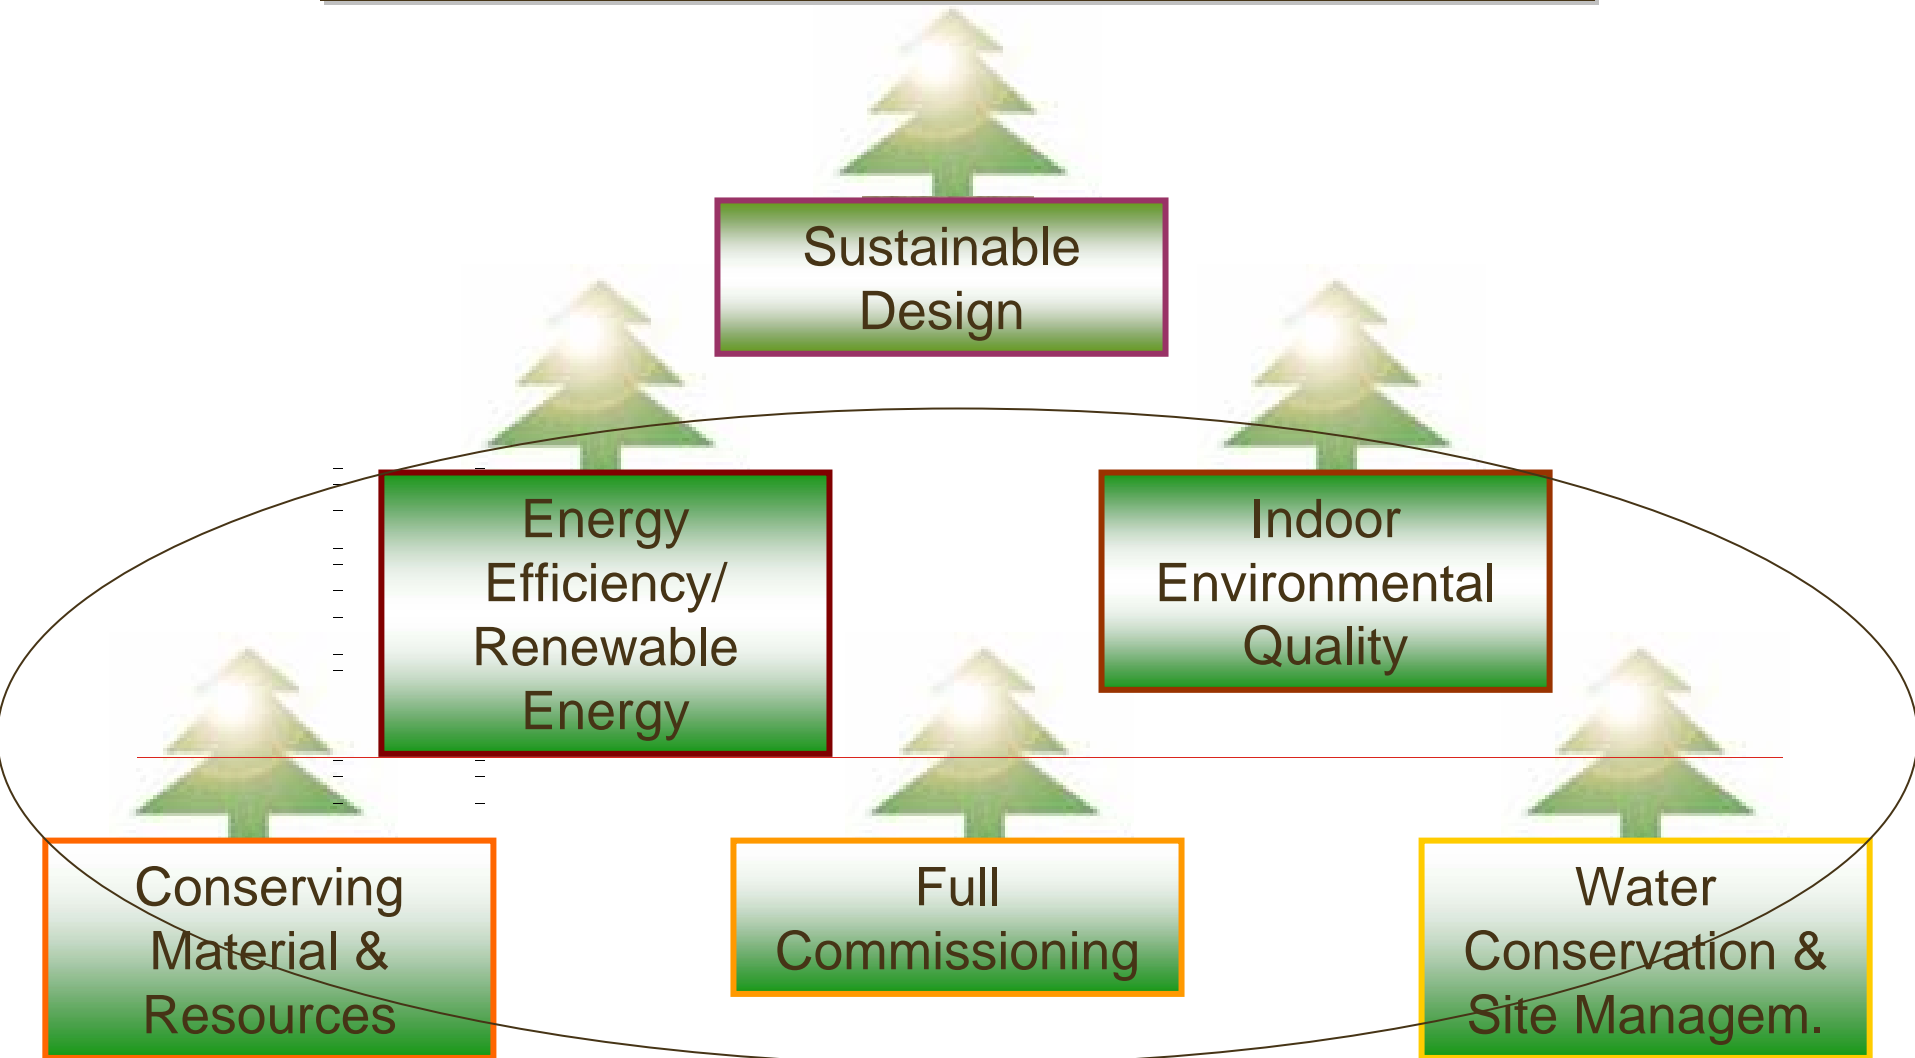 Sustainable
Design
Energy
Efficiency/
Renewable
Energy
Indoor
Environmental
Quality
Conserving
Material &
Resources
Full
Commissioning
Water
Conservation &
Site Managem.